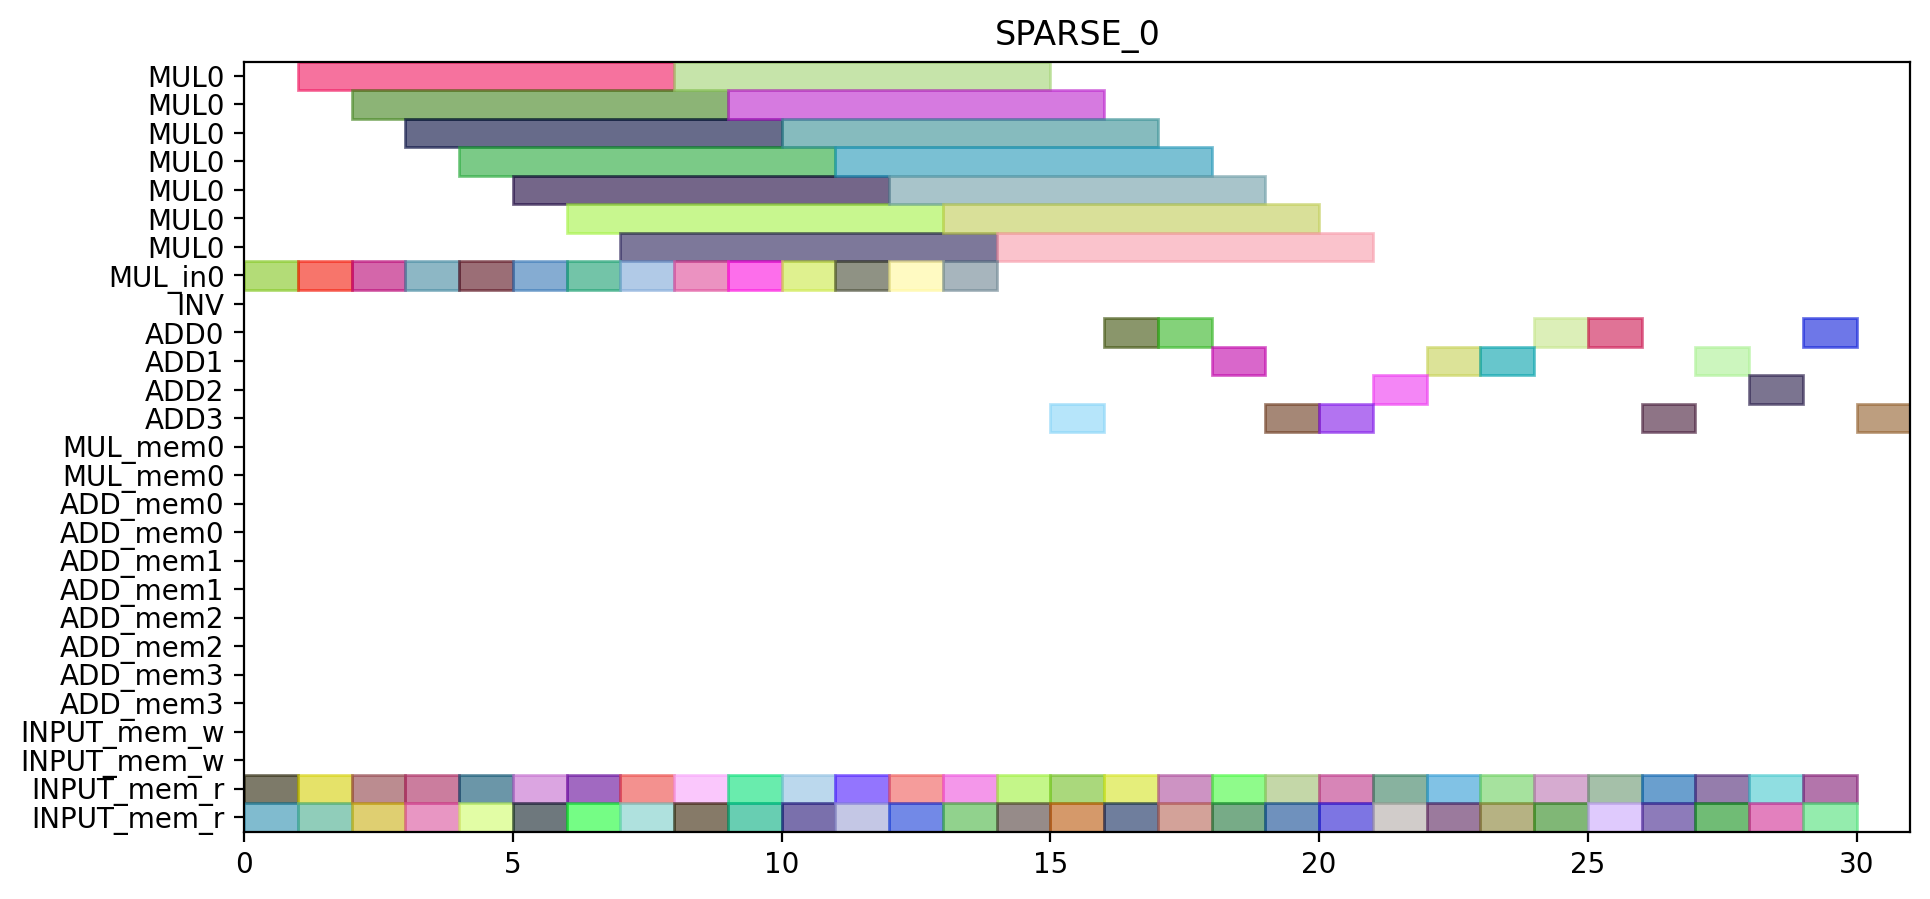 SPARSE_0
MUL0
MUL0
MUL0
MUL0
MUL0
MUL0
MUL0
MUL_in0
INV
ADD0
ADD1
ADD2
ADD3
MUL_mem0
MUL_mem0
ADD_mem0
ADD_mem0
ADD_mem1
ADD_mem1
ADD_mem2
ADD_mem2
ADD_mem3
ADD_mem3
INPUT_mem_w
INPUT_mem_w
INPUT_mem_r
INPUT_mem_r
0 5 10 15 20 25 30